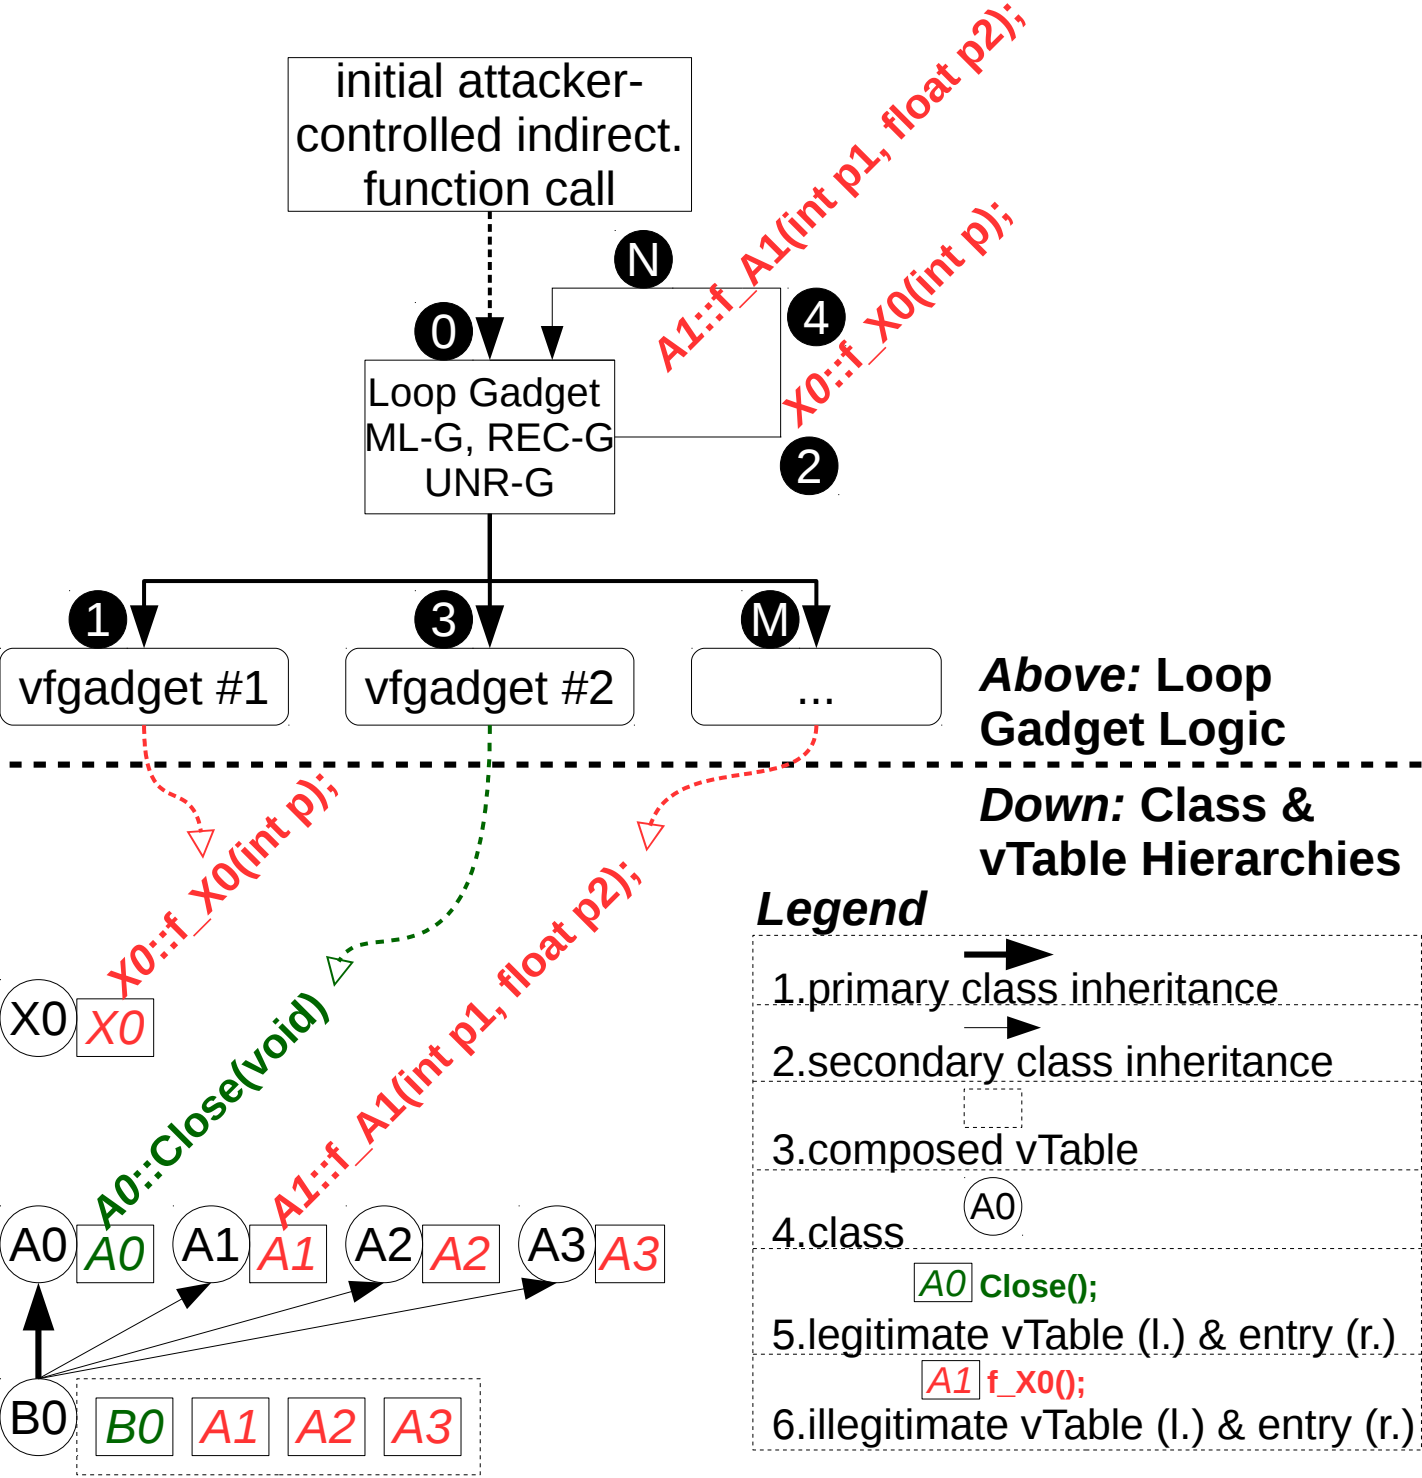 initial attacker-
controlled indirect.
function call
A1::f_A1(int p1, float p2);
N
0
4
X0::f_X0(int p);
Loop Gadget
ML-G, REC-G
UNR-G
2
1
3
M
vfgadget #1
vfgadget #2
...
Above: Loop
Gadget Logic
Down: Class &
vTable Hierarchies
X0::f_X0(int p);
A0::Close(void)
A1::f_A1(int p1, float p2);
X0
X0
A0
A0
A1
A1
A2
A2
A3
A3
B0
B0
A1
A2
A3
Legend
1.primary class inheritance
2.secondary class inheritance
3.composed vTable
A0
4.class
A0 Close();
5.legitimate vTable (l.) & entry (r.)
A1 f_X0();
6.illegitimate vTable (l.) & entry (r.)